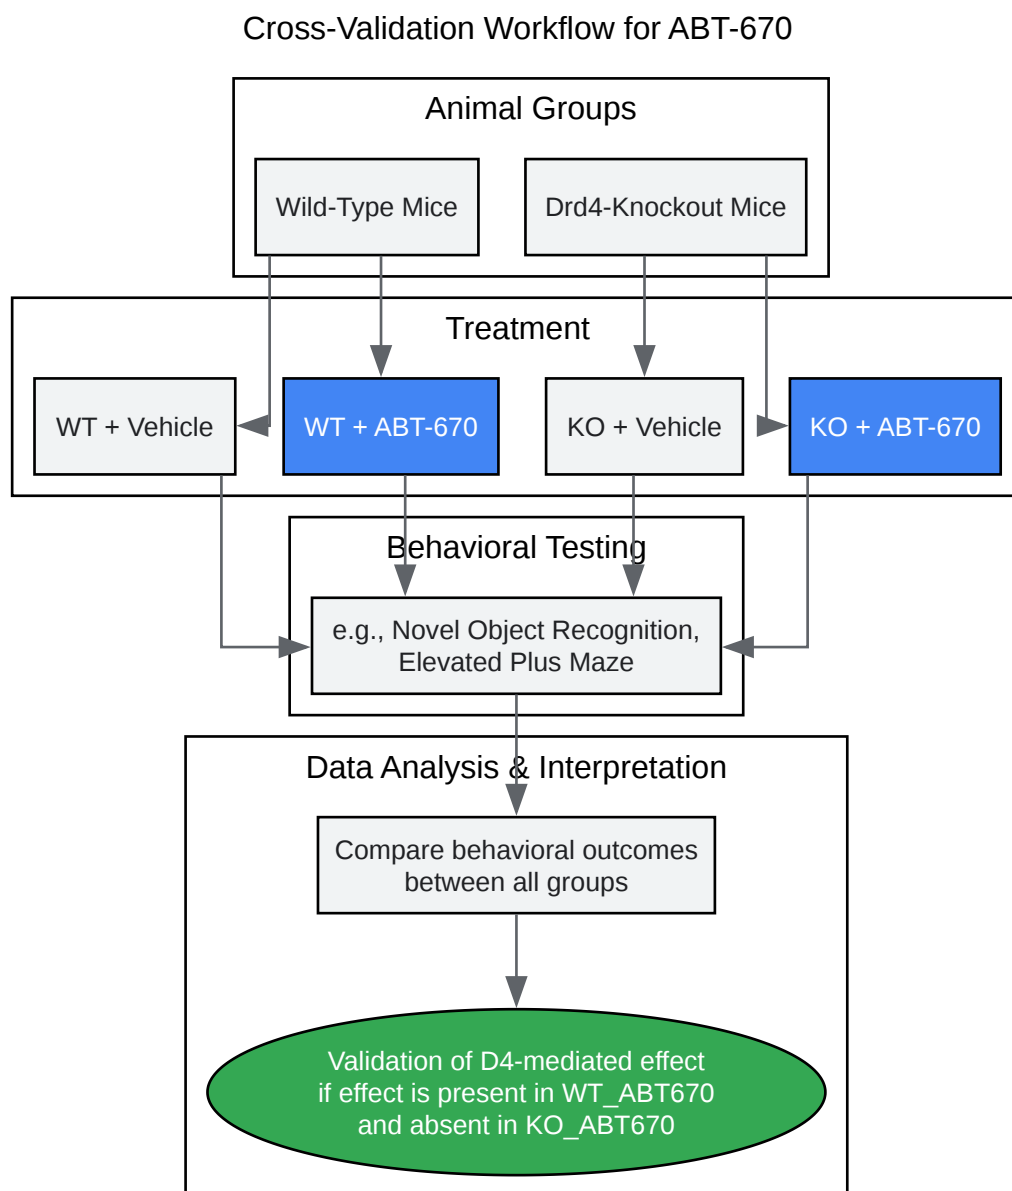 Cross-Validation Workflow for ABT-670
Animal Groups
Wild-Type Mice
Drd4-Knockout Mice
Treatment
WT + Vehicle
WT + ABT-670
KO + Vehicle
KO + ABT-670
Behavioral Testing
e.g., Novel Object Recognition,
Elevated Plus Maze
Data Analysis & Interpretation
Compare behavioral outcomes
between all groups
Validation of D4-mediated effect
if effect is present in WT_ABT670
and absent in KO_ABT670